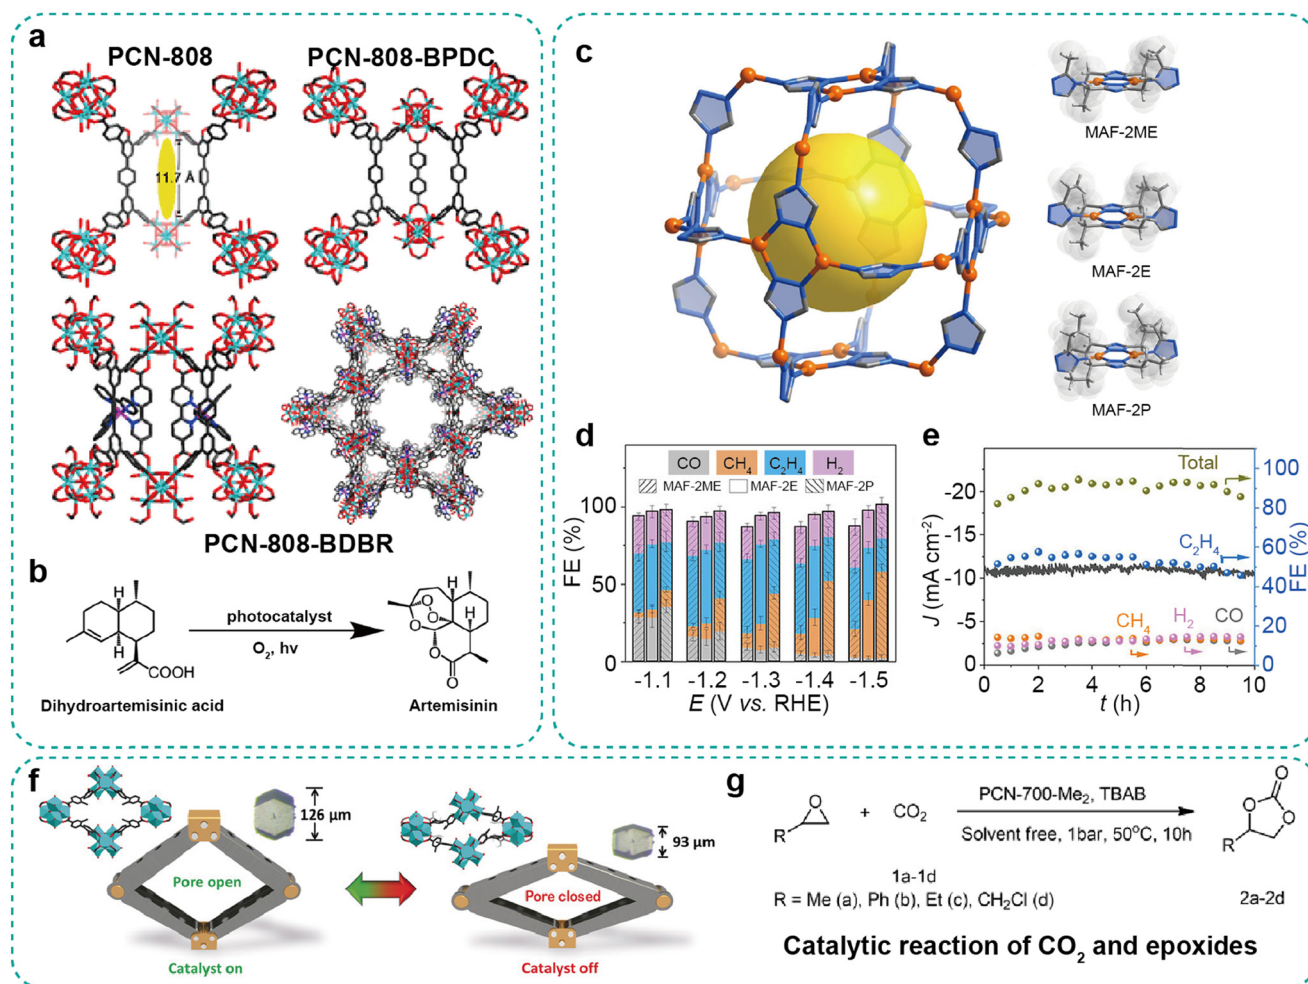 a
PCN-808
PCN-808-BPDC
11.7 Å
PCN-808-BDBR
b
photocatalyst
O₂, hv
H
H
COOH
Dihydroartemisinic acid
H
O
O
O
H
H
O
O
Artemisinin
c
MAF-2ME
MAF-2E
MAF-2P
d
CO CH₄ C₂H₄ H₂
MAF-2ME MAF-2E MAF-2P
FE (%)
100
50
0
-1.1 -1.2 -1.3 -1.4 -1.5
E (V vs. RHE)
e
Total
C₂H₄
CH₄ H₂ CO
J (mA cm⁻²)
-20
-15
-10
-5
0
FE (%)
100
80
60
40
20
0
0 2 4 6 8 10
t (h)
f
126 μm
Pore open
Catalyst on
93 μm
Pore closed
Catalyst off
g
O
R
+ CO₂
PCN-700-Me₂, TBAB
Solvent free, 1bar, 50°C, 10h
O
O O
R
1a-1d
R = Me (a), Ph (b), Et (c), CH₂Cl (d)
2a-2d
Catalytic reaction of CO₂ and epoxides